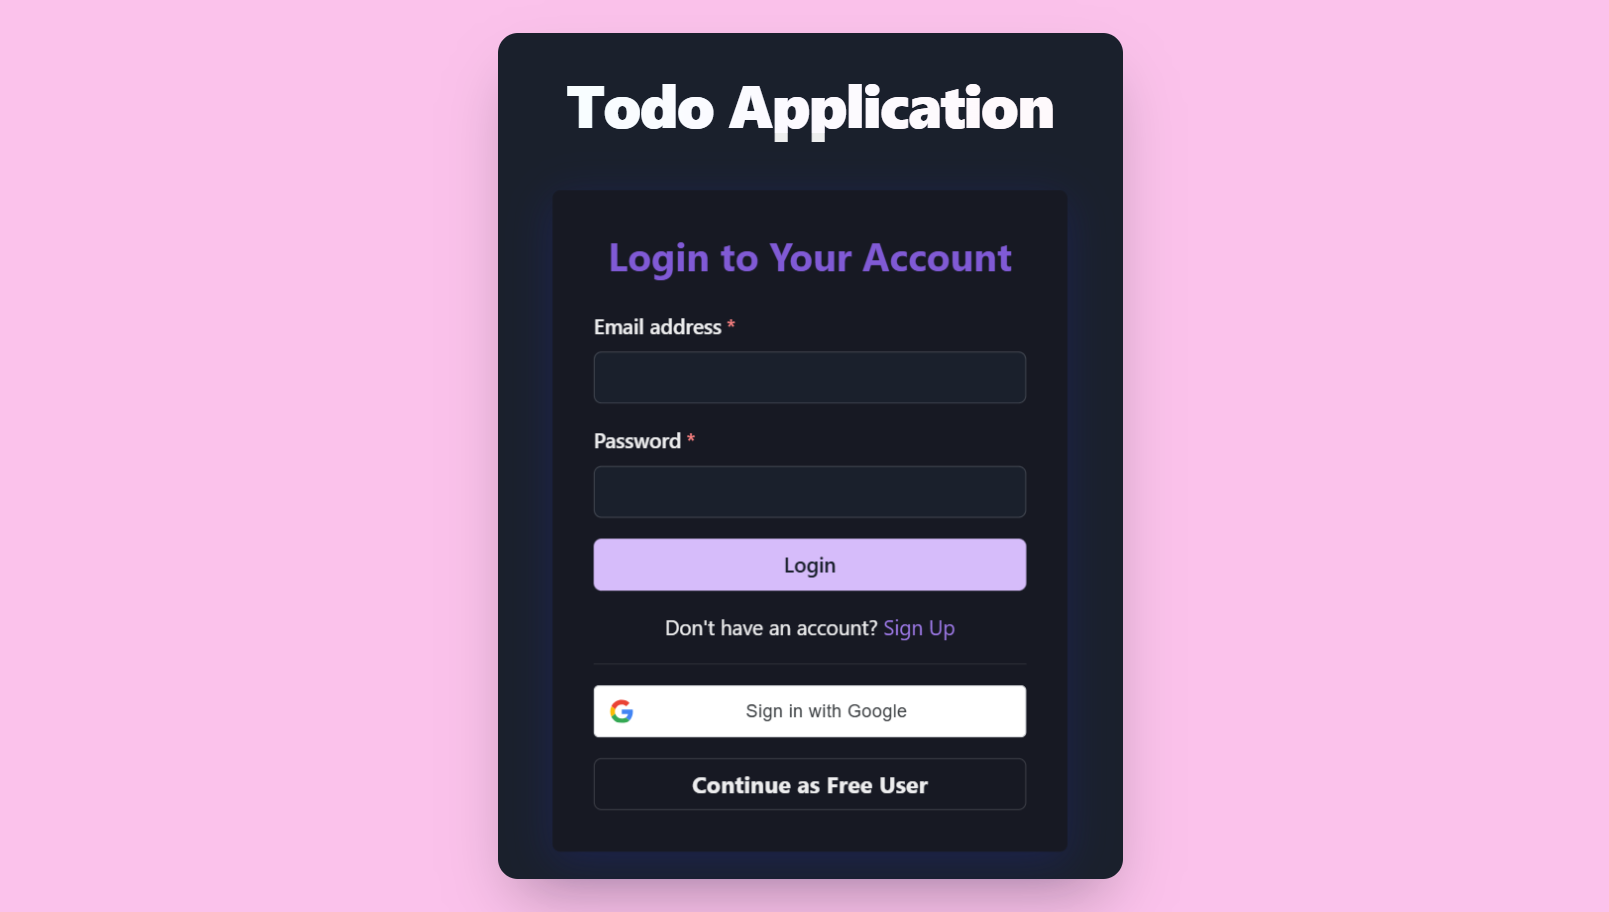 Todo Application
Login to Your Account
Email address *
Password *
Login
Don't have an account? Sign Up
Sign in with Google
Continue as Free User